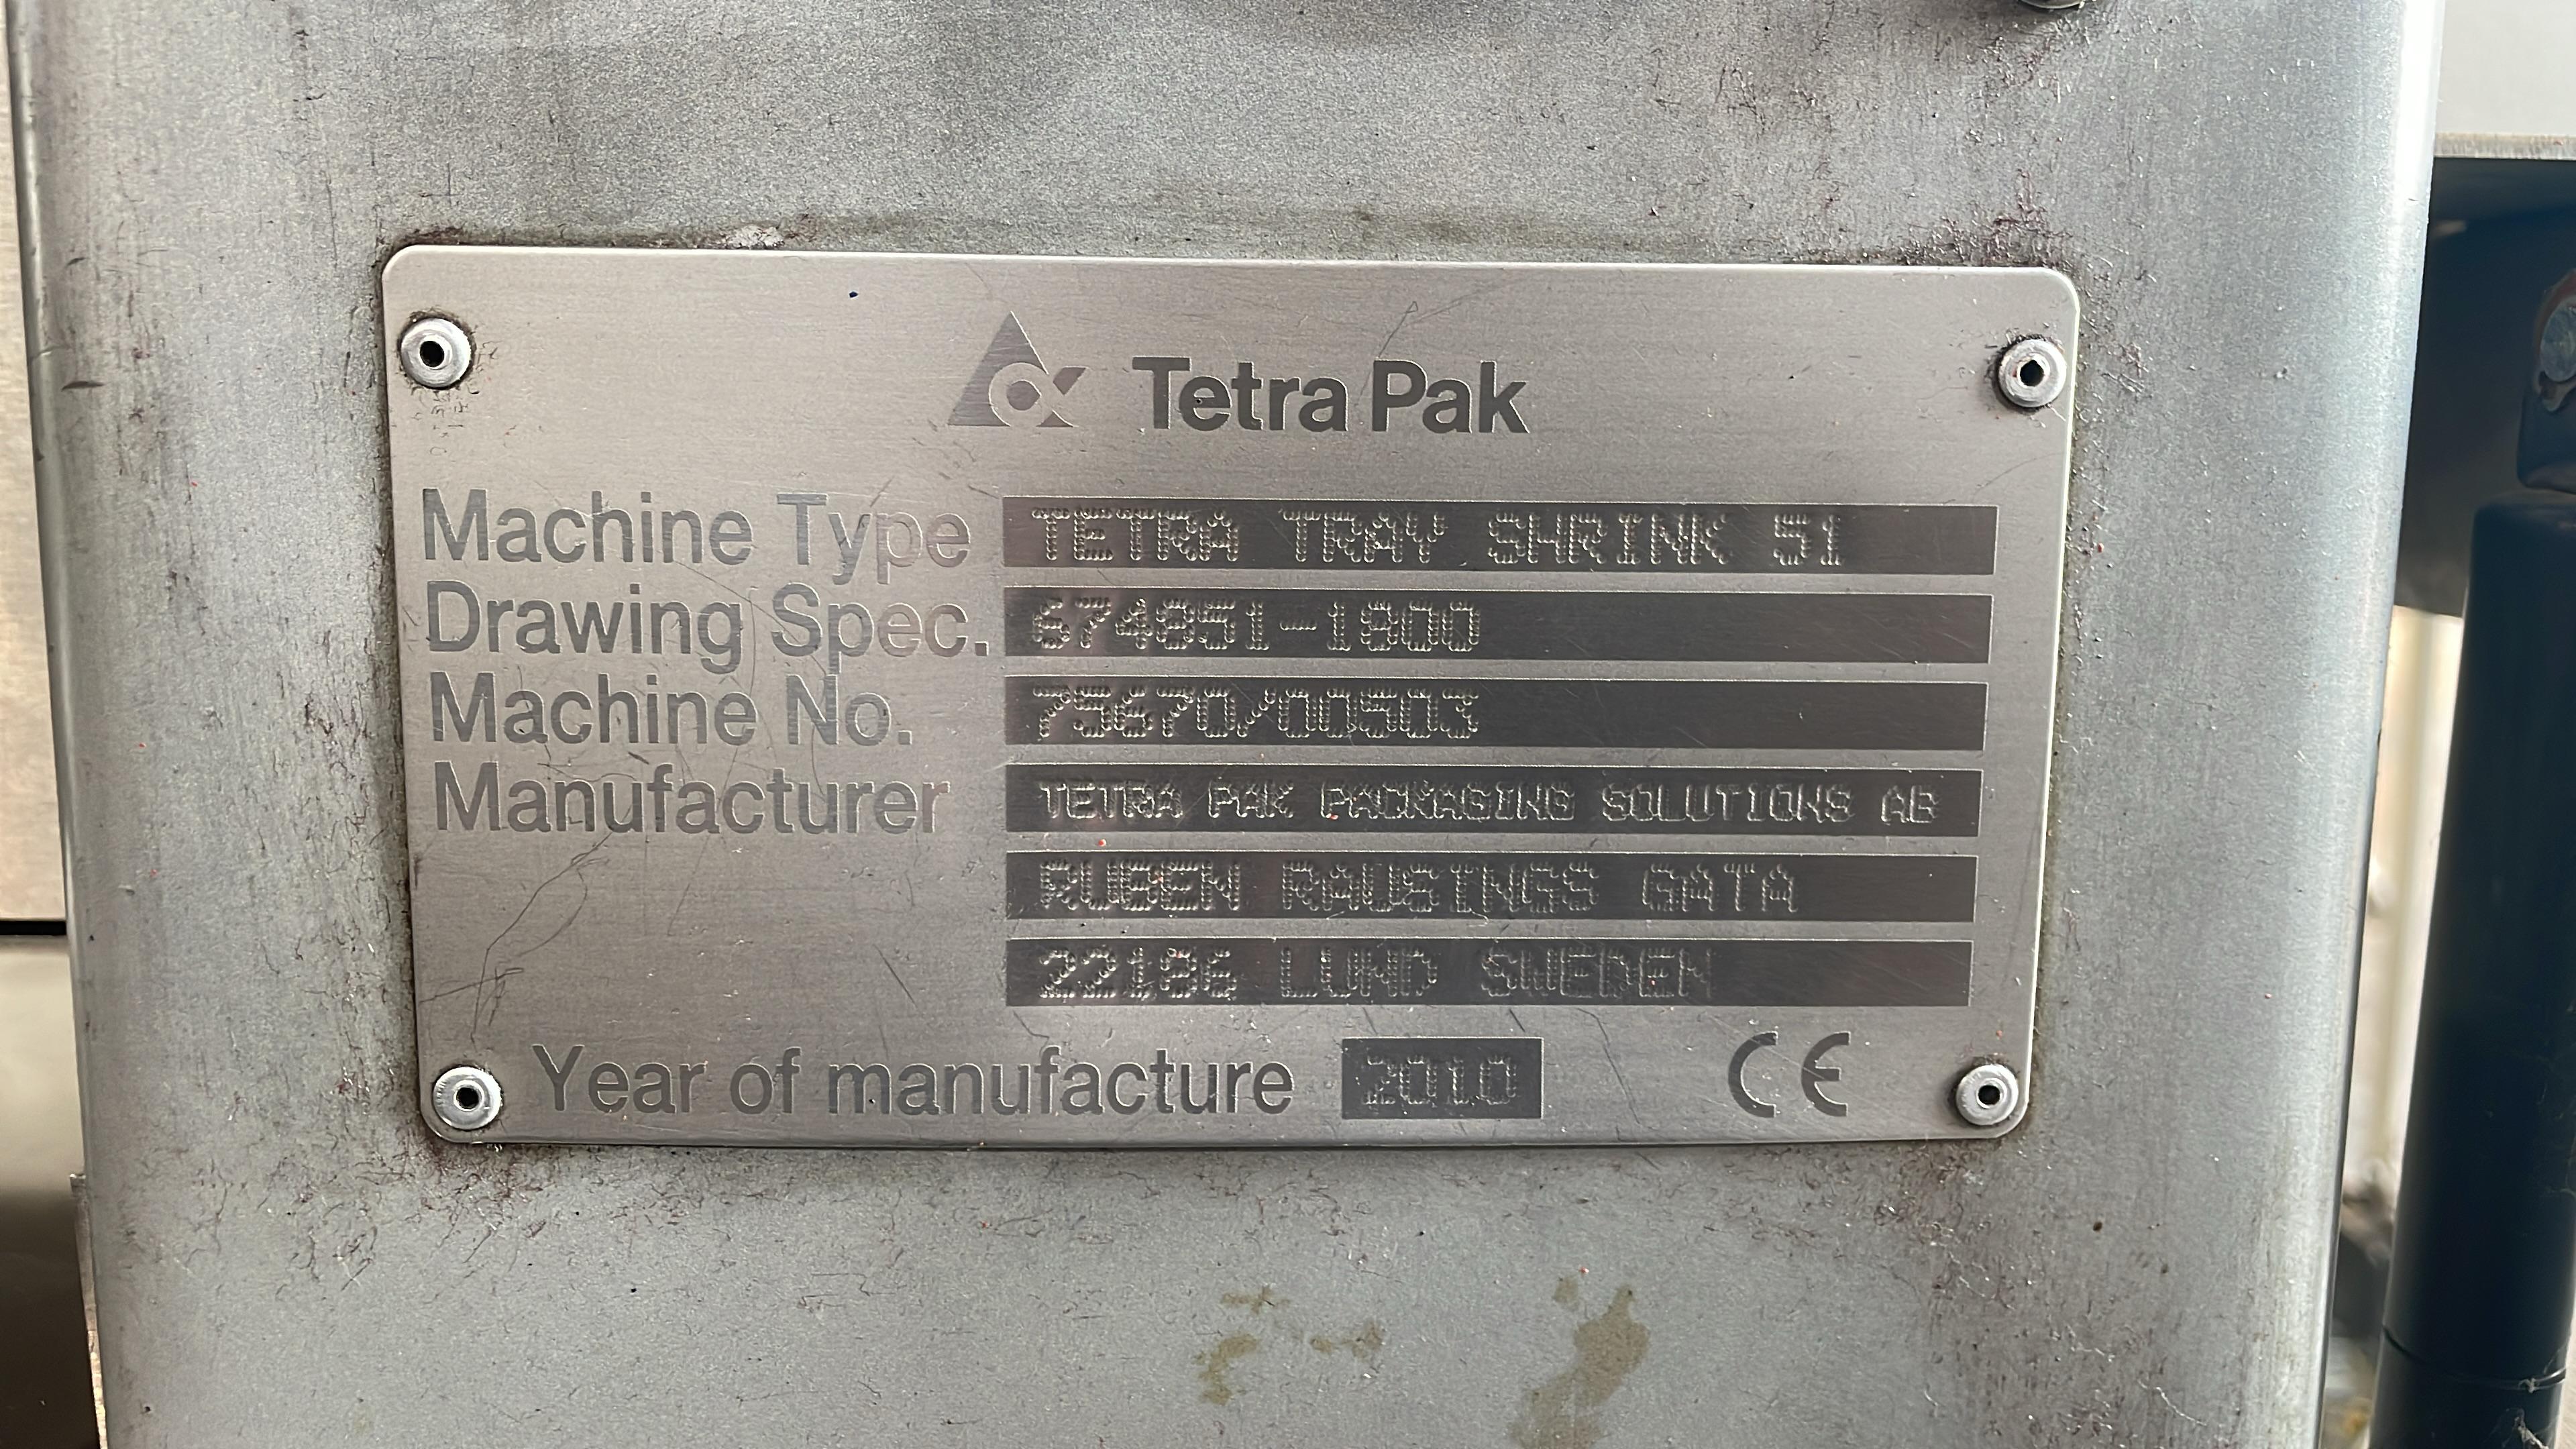 Tetra Pak
Machine Type TETRA TRAY SHRINK 51
Drawing Spec. 674851-1800
Machine No. 75670/00503
Manufacturer TETRA PAK PACKAGING SOLUTIONS AB
RUBEN RAUSINGS GATA
22186 LUND SWEDEN
Year of manufacture 2010 CE